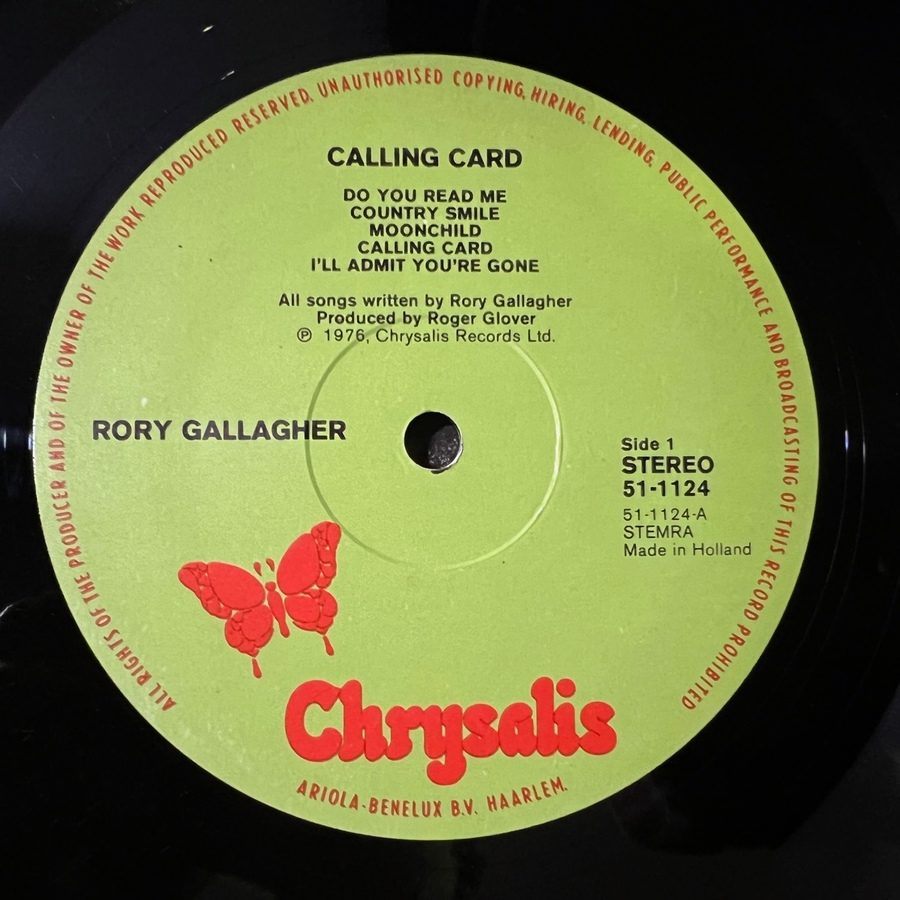 ALL RIGHTS OF THE PRODUCER AND OF THE OWNER OF THE WORK REPRODUCED RESERVED. UNAUTHORISED COPYING, HIRING, LENDING, PUBLIC PERFORMANCE AND BROADCASTING OF THIS RECORD PROHIBITED
CALLING CARD
DO YOU READ ME
COUNTRY SMILE
MOONCHILD
CALLING CARD
I'LL ADMIT YOU'RE GONE
All songs written by Rory Gallagher
Produced by Roger Glover
℗ 1976, Chrysalis Records Ltd.
RORY GALLAGHER
Side 1
STEREO
51-1124
51-1124-A
STEMRA
Made in Holland
Chrysalis
ARIOLA-BENELUX B.V. HAARLEM.